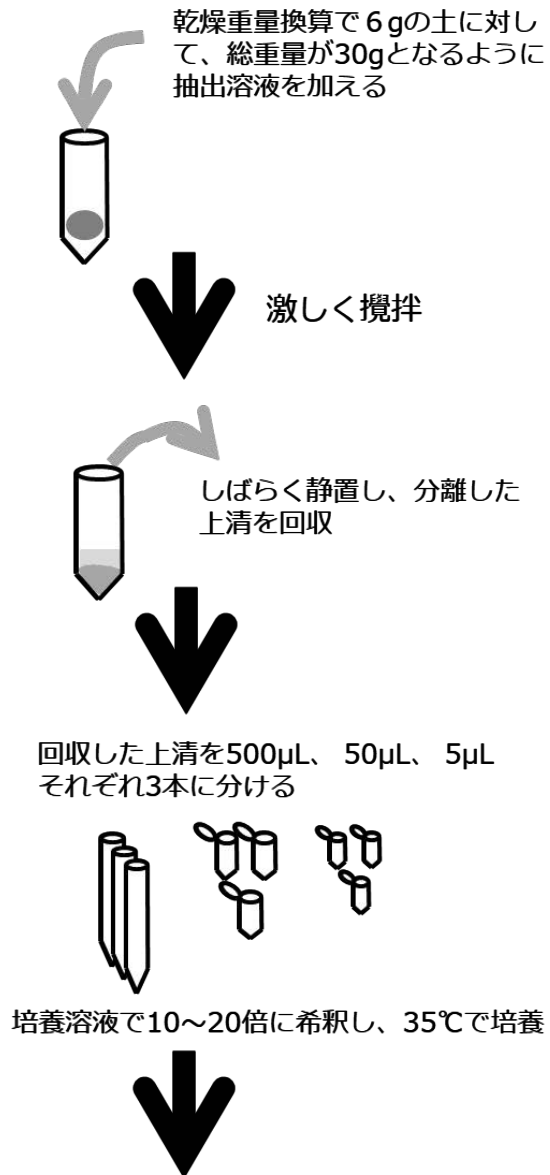 乾燥重量換算で6gの土に対し
て、総重量が30gとなるように
抽出溶液を加える
激しく攪拌
しばらく静置し、分離した
上清を回収
回収した上清を500μL、 50μL、 5μL
それぞれ3本に分ける
培養溶液で10～20倍に希釈し、35℃で培養